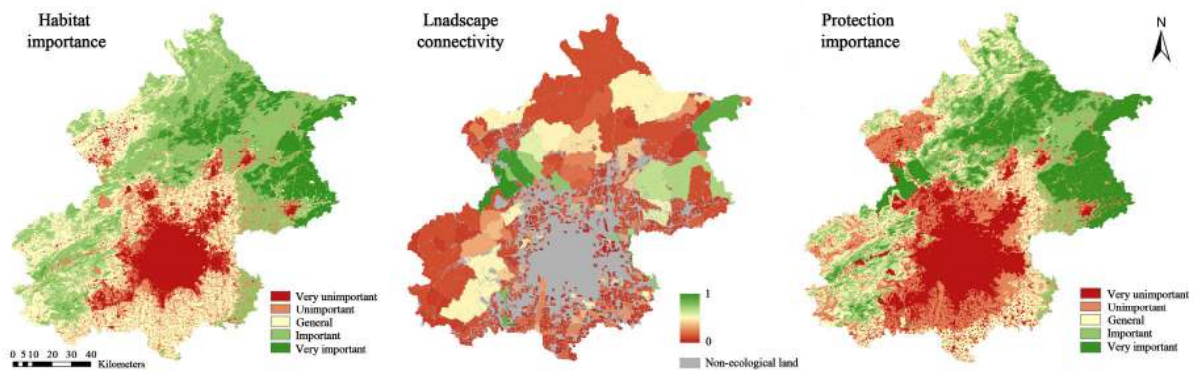 Habitat
importance
Very unimportant
Unimportant
General
Important
Very important
0 5 10 20 30 40
Kilometers
Lnadscape
connectivity
1
0
Non-ecological land
Protection
importance
N
Very unimportant
Unimportant
General
Important
Very important